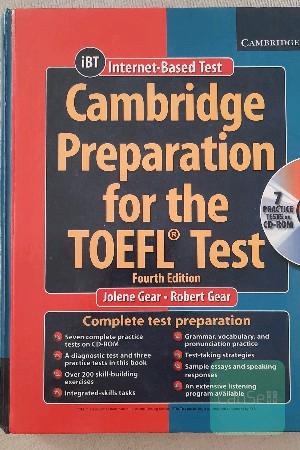 CAMBRIDGE
iBT Internet-Based Test
Cambridge
Preparation
for the
TOEFL® Test
Fourth Edition
7
PRACTICE
TESTS on
CD-ROM
Jolene Gear · Robert Gear
Complete test preparation
Seven complete practice
tests on CD-ROM
A diagnostic test and three
practice tests in this book
Over 200 skill-building
exercises
Integrated-skills tasks
Grammar, vocabulary, and
pronunciation practice
Test-taking strategies
Sample essays and speaking
responses
An extensive listening
program available